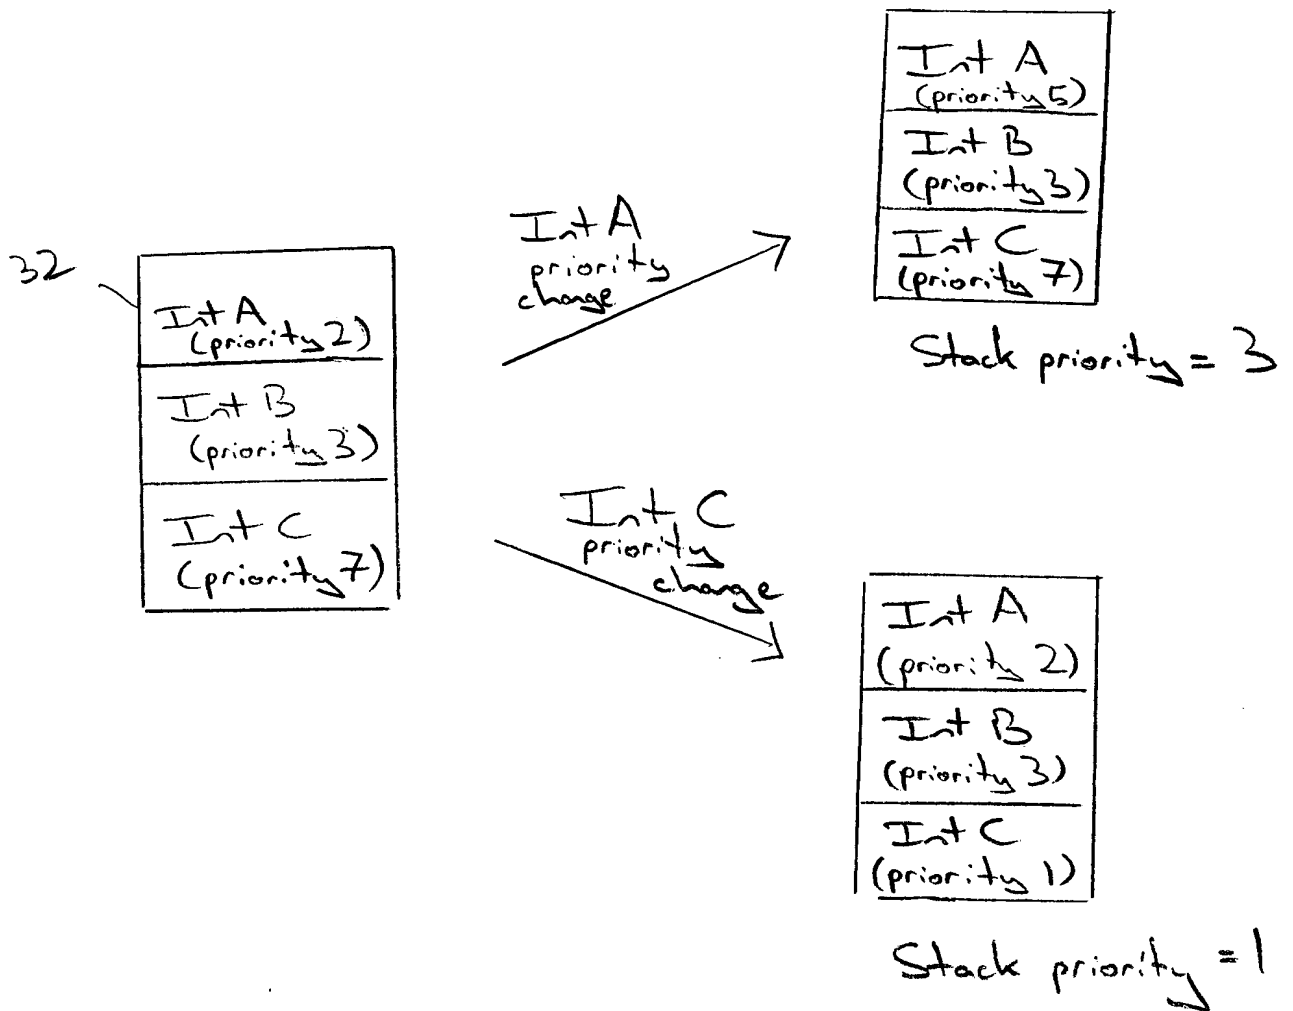 32
Int A
(priority 2)
Int B
(priority 3)
Int C
(priority 7)
Int A
priority
change
Int A
(priority 5)
Int B
(priority 3)
Int C
(priority 7)
Stack priority = 3
Int C
priority
change
Int A
(priority 2)
Int B
(priority 3)
Int C
(priority 1)
Stack priority = 1